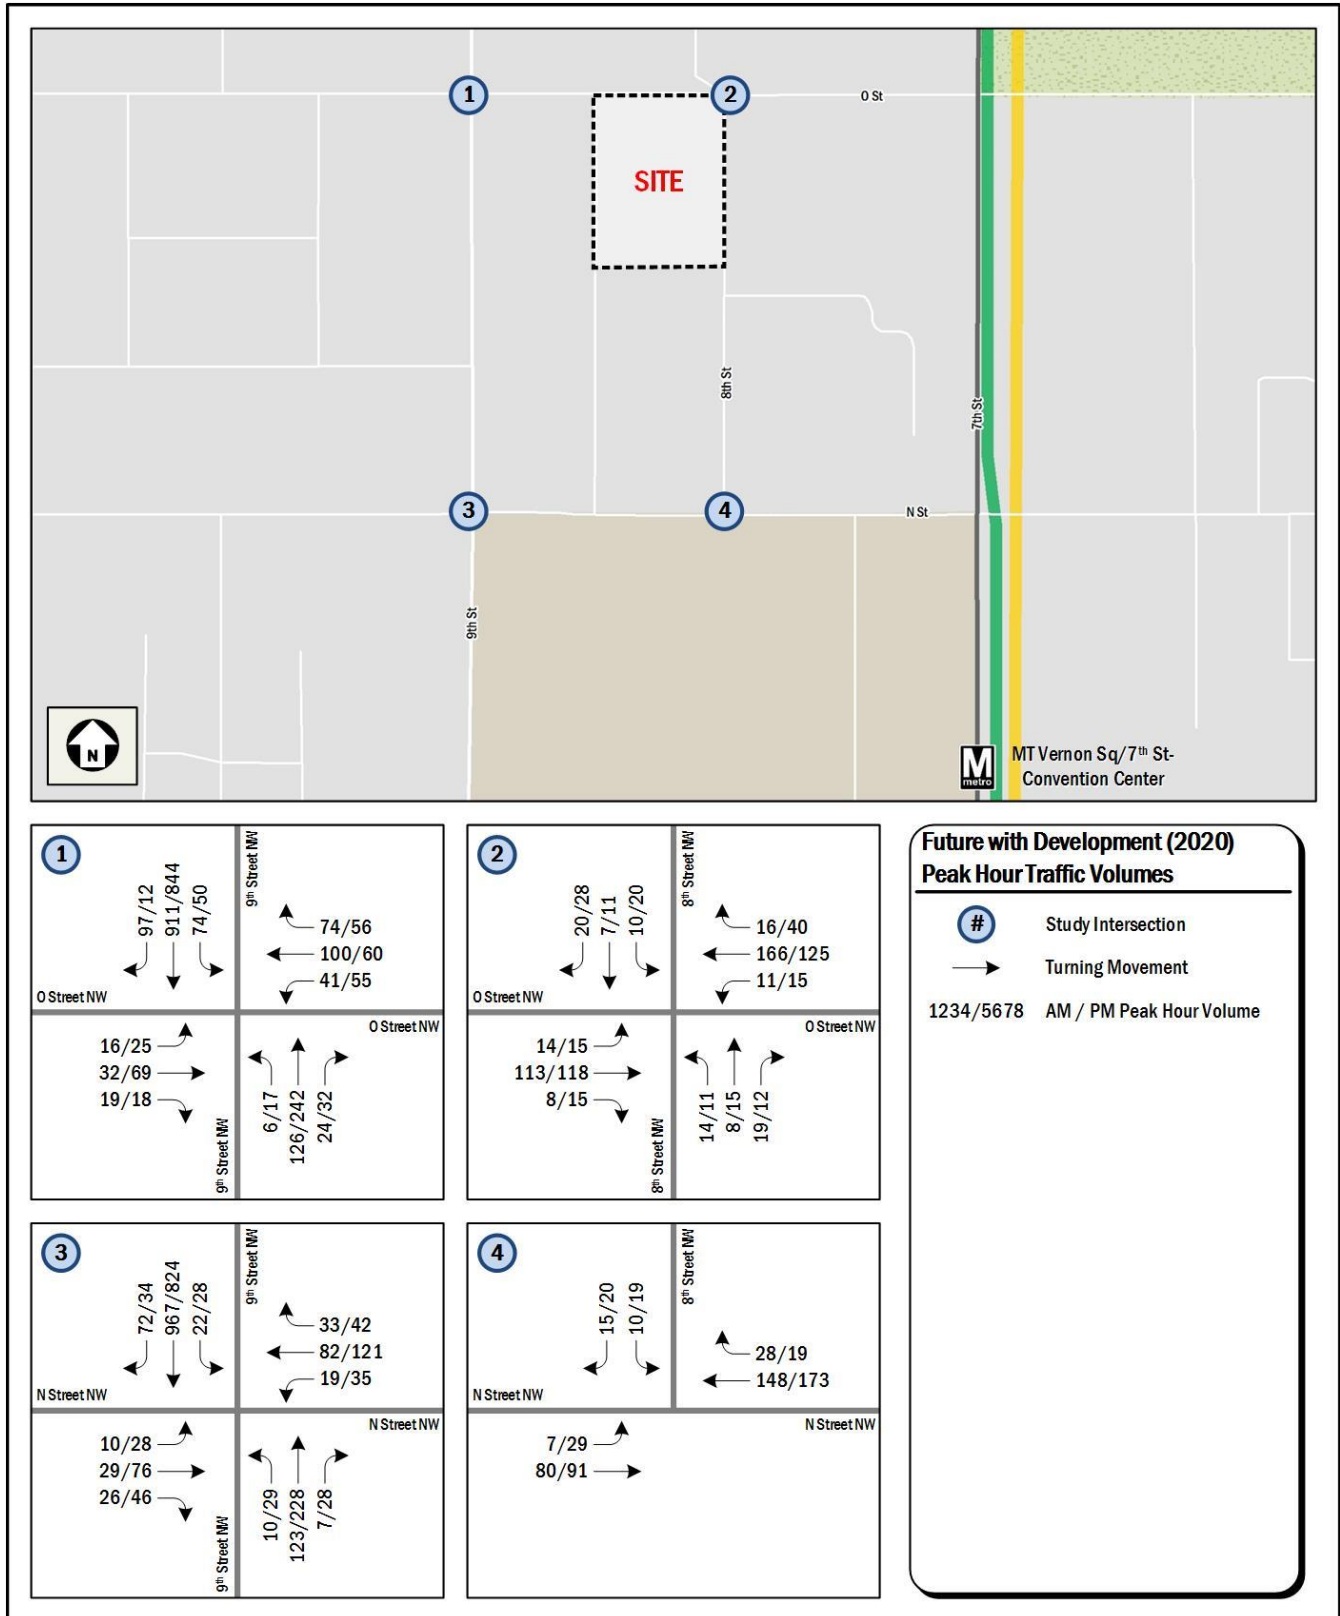 1
2
O St
SITE
8th St
7th St
3
4
N St
9th St
N
M
metro
MT Vernon Sq/7th St-
Convention Center
1
97/12
911/844
74/50
9th Street NW
74/56
100/60
41/55
O Street NW
O Street NW
16/25
32/69
19/18
9th Street NW
6/17
126/242
24/32
2
20/28
7/11
10/20
8th Street NW
16/40
166/125
11/15
O Street NW
O Street NW
14/15
113/118
8/15
8th Street NW
14/11
8/15
19/12
3
72/34
967/824
22/28
9th Street NW
33/42
82/121
19/35
N Street NW
N Street NW
10/28
29/76
26/46
9th Street NW
10/29
123/228
7/28
4
15/20
10/19
8th Street NW
28/19
148/173
N Street NW
N Street NW
7/29
80/91
Future with Development (2020)
Peak Hour Traffic Volumes
# Study Intersection
Turning Movement
1234/5678 AM / PM Peak Hour Volume